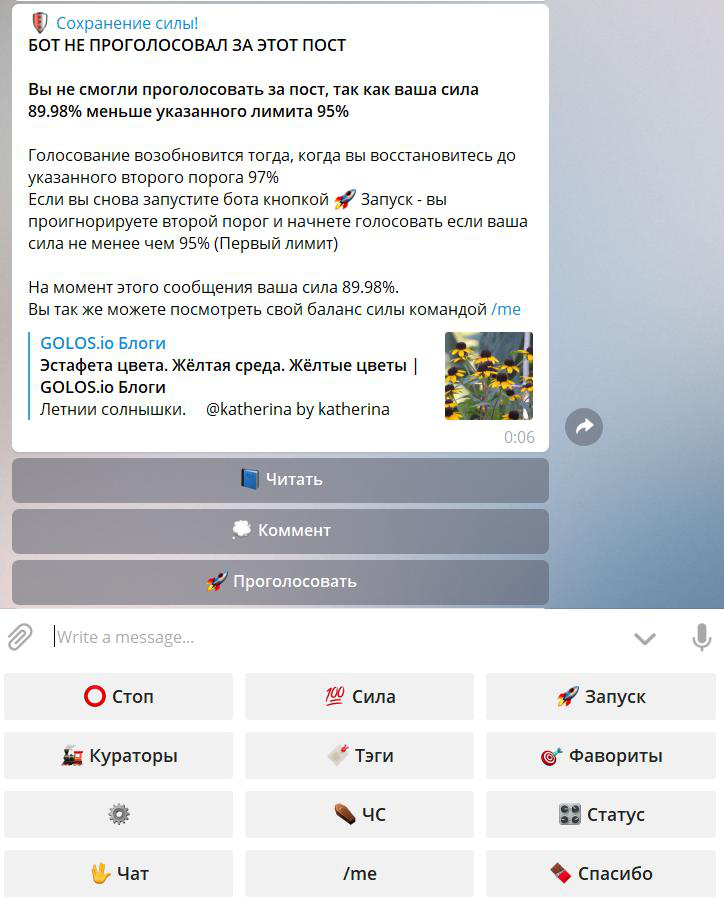 Сохранение силы!
БОТ НЕ ПРОГОЛОСОВАЛ ЗА ЭТОТ ПОСТ
Вы не смогли проголосовать за пост, так как ваша сила
89.98% меньше указанного лимита 95%
Голосование возобновится тогда, когда вы восстановитесь до
указанного второго порога 97%
Если вы снова запустите бота кнопкой 🚀 Запуск - вы
проигнорируете второй порог и начнете голосовать если ваша
сила не менее чем 95% (Первый лимит)
На момент этого сообщения ваша сила 89.98%.
Вы так же можете посмотреть свой баланс силы командой /me
GOLOS.io Блоги
Эстафета цвета. Жёлтая среда. Жёлтые цветы |
GOLOS.io Блоги
Летнии солнышки. @katherina by katherina
0:06
Читать
Коммент
Проголосовать
Write a message...
Стоп
💯 Сила
Запуск
Кураторы
Тэги
Фавориты
ЧС
Статус
Чат
/me
Спасибо